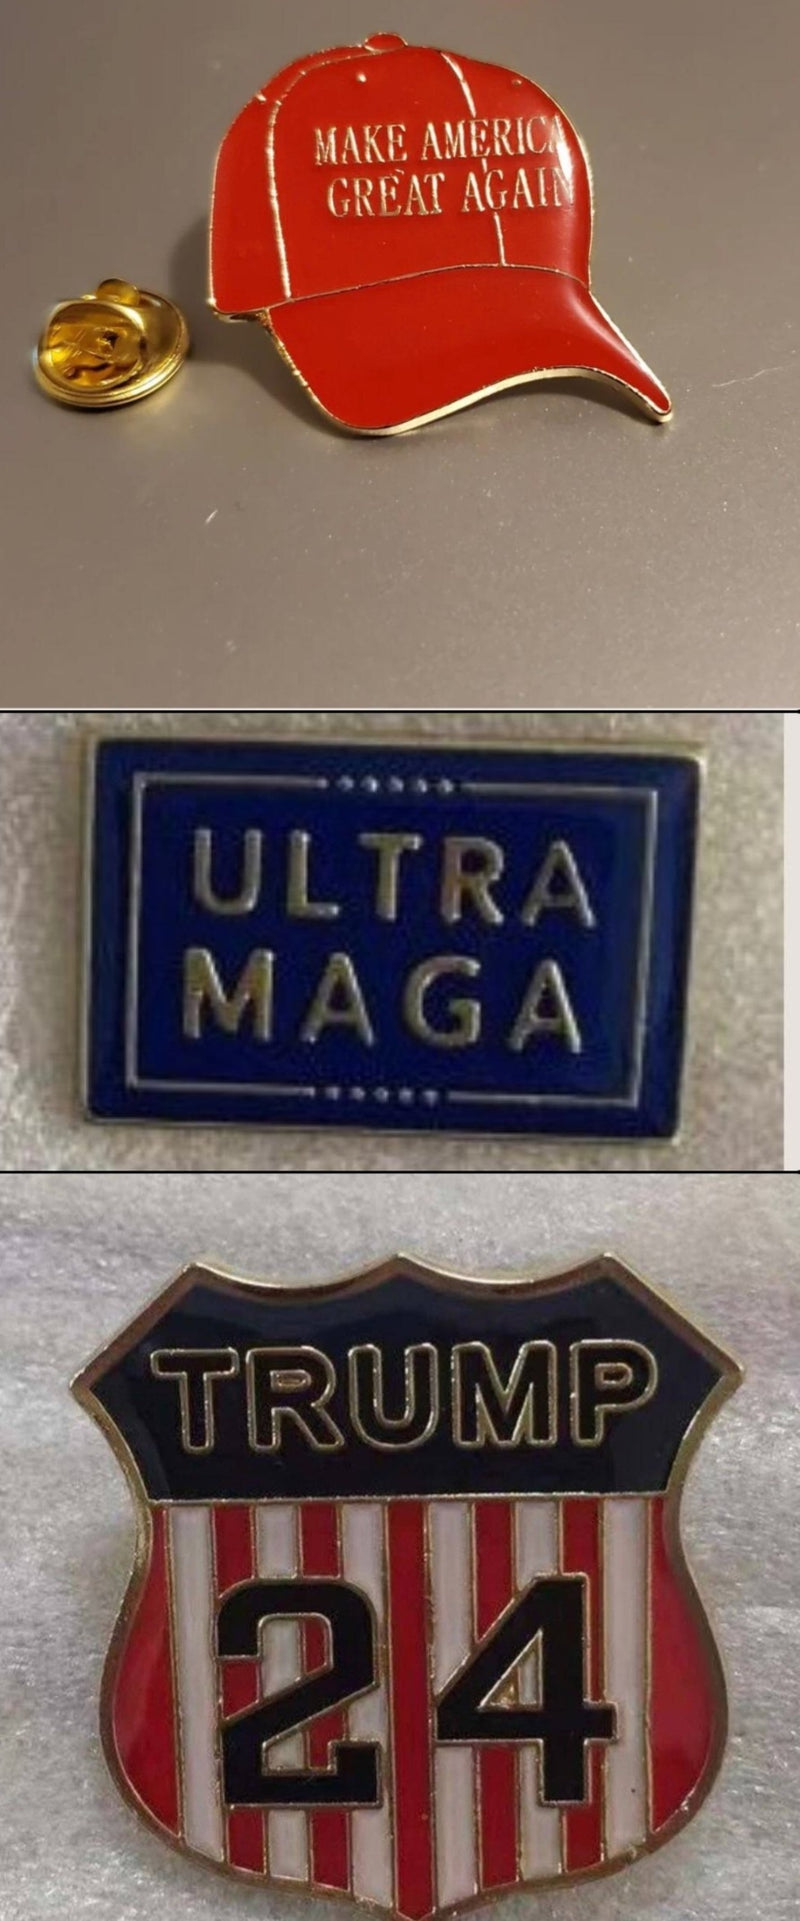 MAKE AMERICA
GREAT AGAIN
ULTRA
MAGA
TRUMP
24